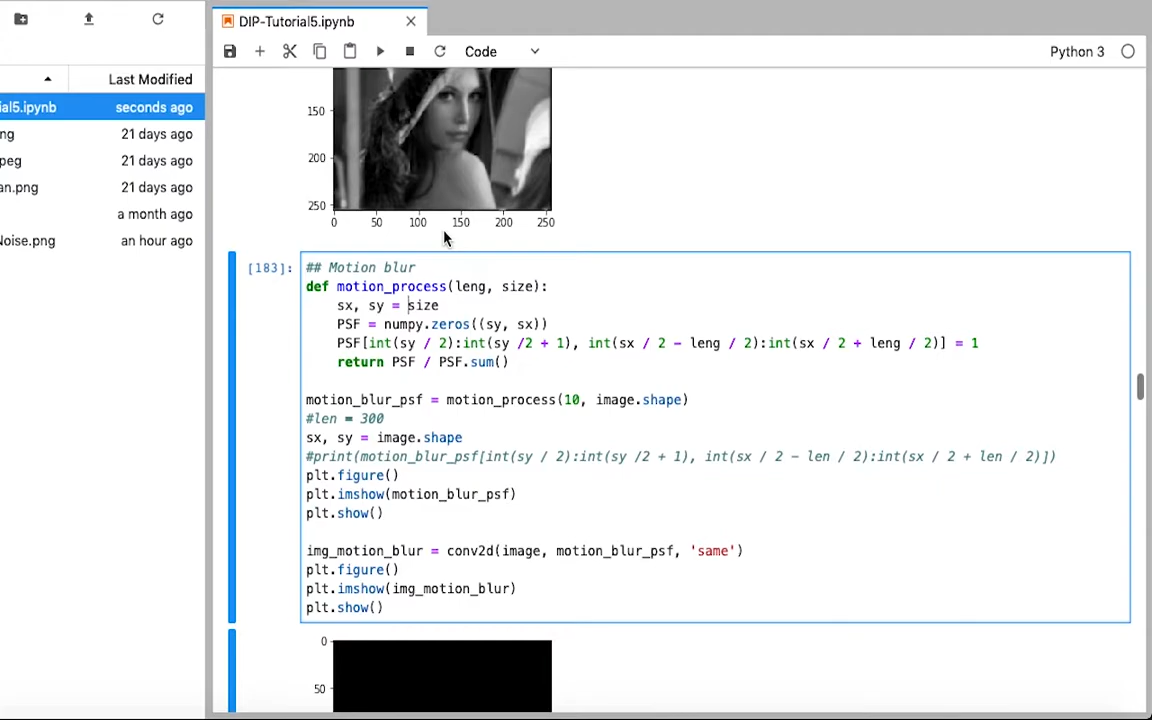 DIP-Tutorial5.ipynb
Code
Python 3
Last Modified
ial5.ipynb seconds ago
ng 21 days ago
peg 21 days ago
an.png 21 days ago
a month ago
Noise.png an hour ago
150
200
250
0 50 100 150 200 250
[183]:
## Motion blur
def motion_process(leng, size):
sx, sy = size
PSF = numpy.zeros((sy, sx))
PSF[int(sy / 2):int(sy /2 + 1), int(sx / 2 - leng / 2):int(sx / 2 + leng / 2)] = 1
return PSF / PSF.sum()
motion_blur_psf = motion_process(10, image.shape)
#len = 300
sx, sy = image.shape
#print(motion_blur_psf[int(sy / 2):int(sy /2 + 1), int(sx / 2 - len / 2):int(sx / 2 + len / 2)])
plt.figure()
plt.imshow(motion_blur_psf)
plt.show()
img_motion_blur = conv2d(image, motion_blur_psf, 'same')
plt.figure()
plt.imshow(img_motion_blur)
plt.show()
0
50